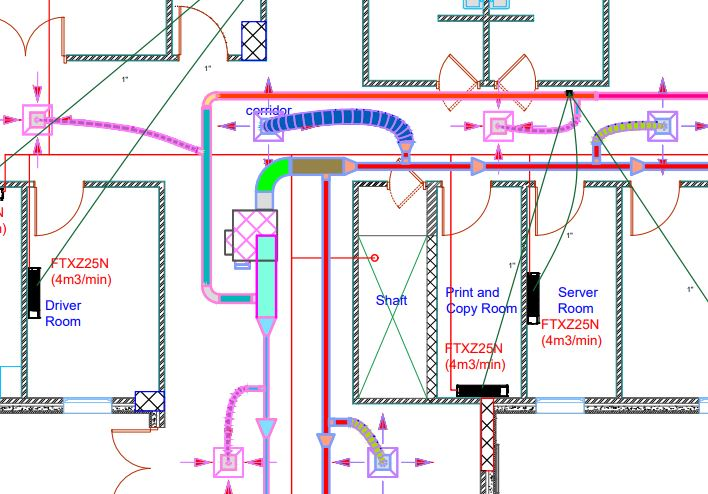 1"
1"
corridor
N
)
FTXZ25N
(4m3/min)
Driver
Room
Shaft
Print and
Copy Room
FTXZ25N
(4m3/min)
1"
1"
Server
Room
FTXZ25N
(4m3/min)
1"